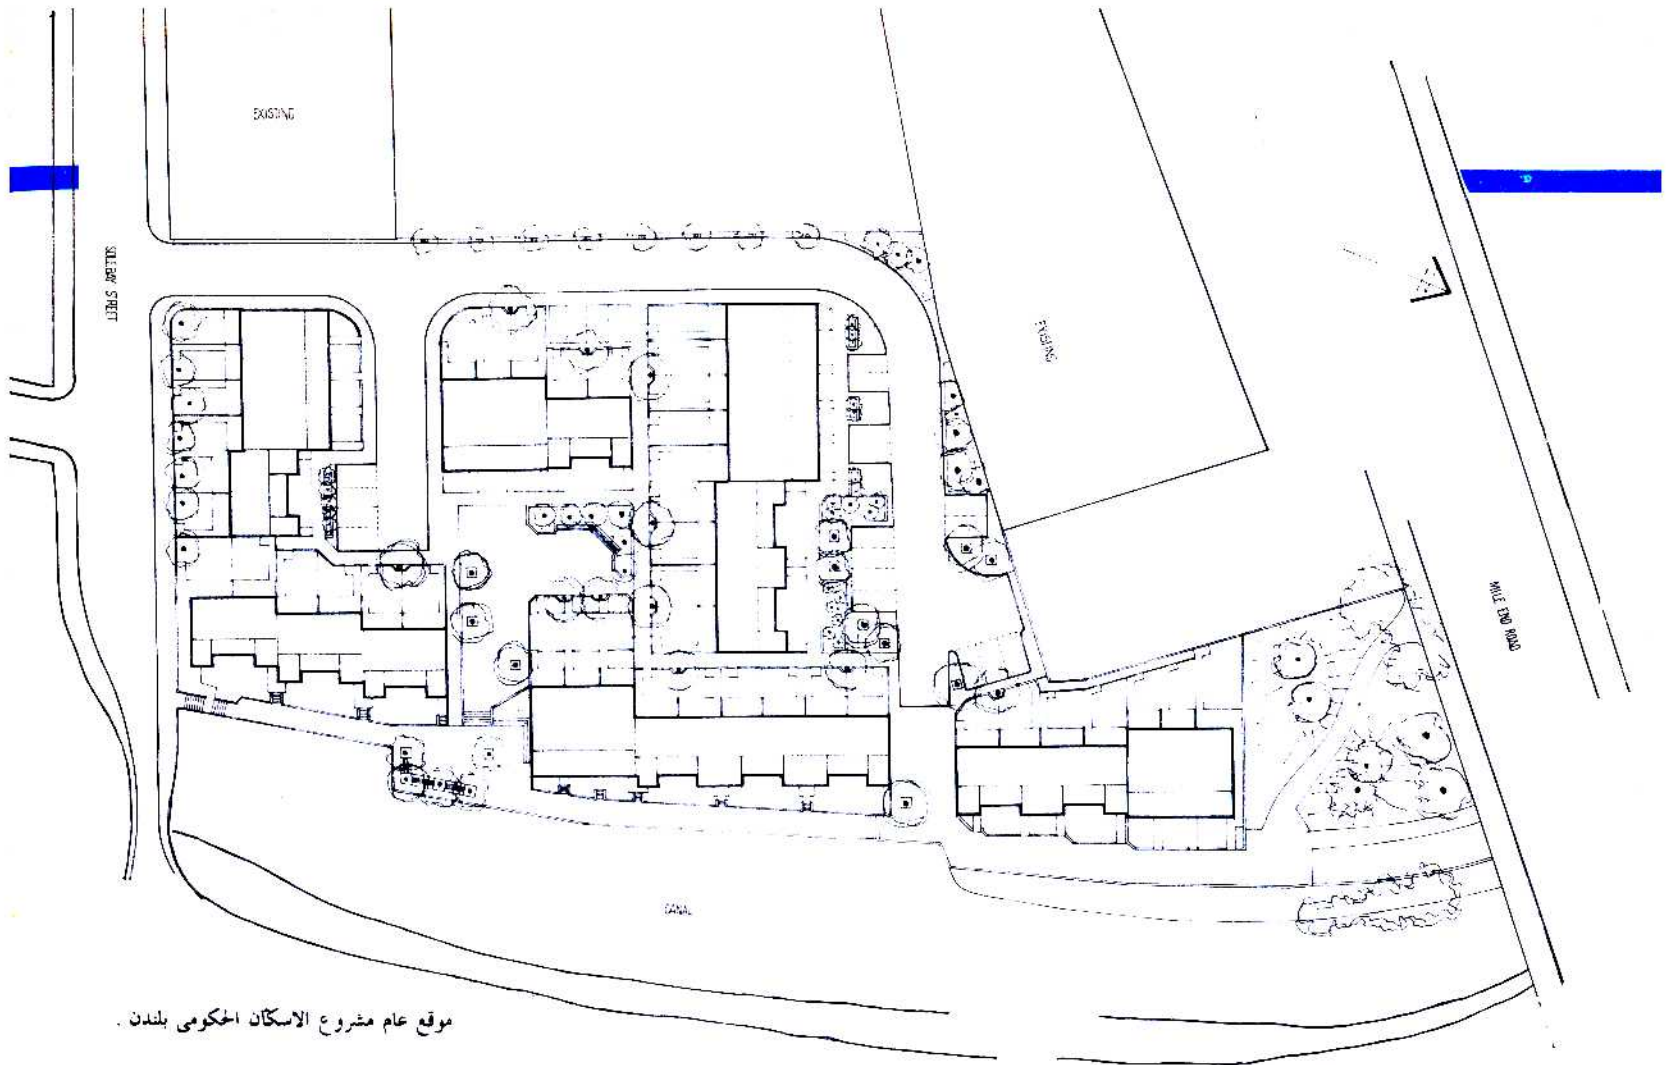 EXISTING
SOLEBAY STREET
EXISTING
MILE END ROAD
CANAL
موقع عام مشروع الاسكان الحكومى بلندن .